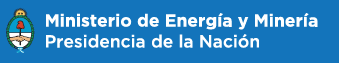 Ministerio de Energía y Minería
Presidencia de la Nación